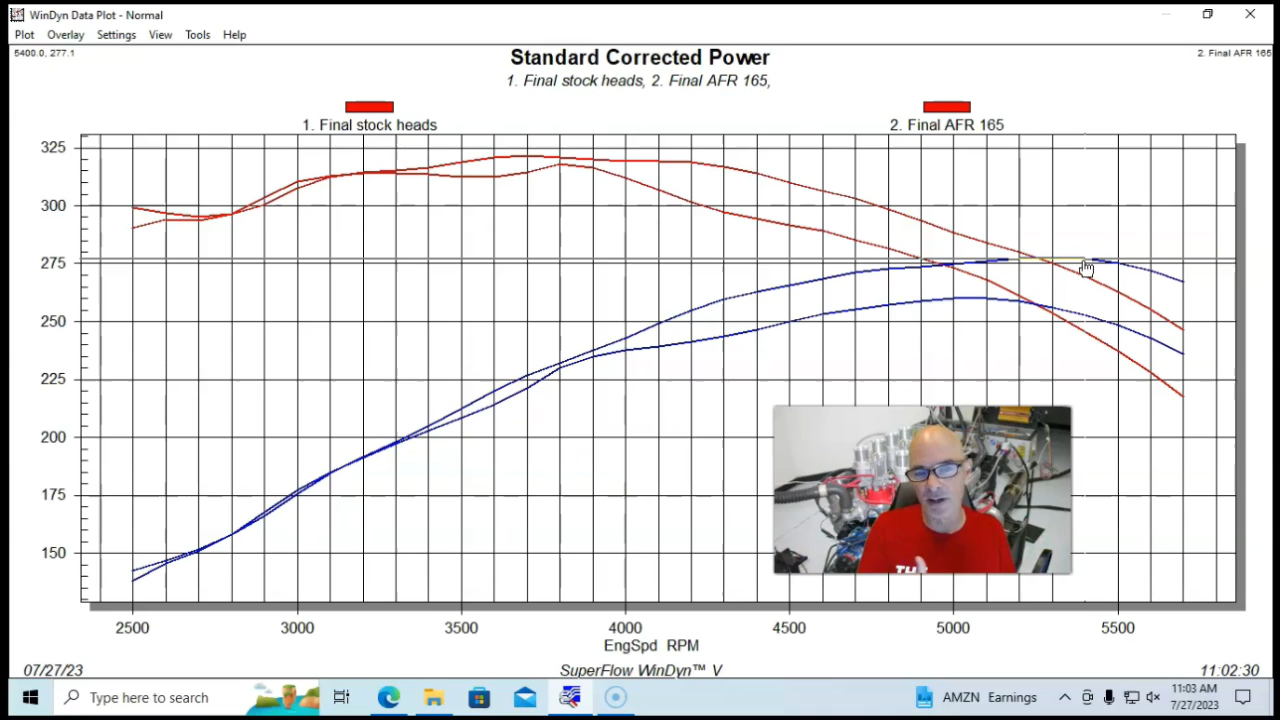 WinDyn Data Plot - Normal
Plot Overlay Settings View Tools Help
5400.0, 277.1
2. Final AFR 165
Standard Corrected Power
1. Final stock heads, 2. Final AFR 165,
1. Final stock heads
2. Final AFR 165
325
300
275
250
225
200
175
150
2500 3000 3500 4000 4500 5000 5500
EngSpd RPM
THE
07/27/23
SuperFlow WinDyn™ V
11:02:30
Type here to search
AMZN Earnings
11:03 AM
7/27/2023